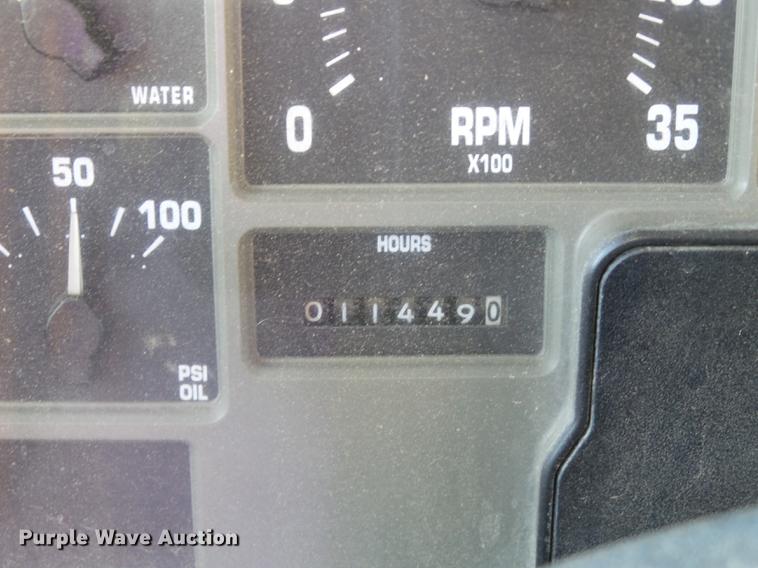 WATER
0
RPM
X100
35
50
100
PSI
OIL
HOURS
0114490
Purple Wave Auction